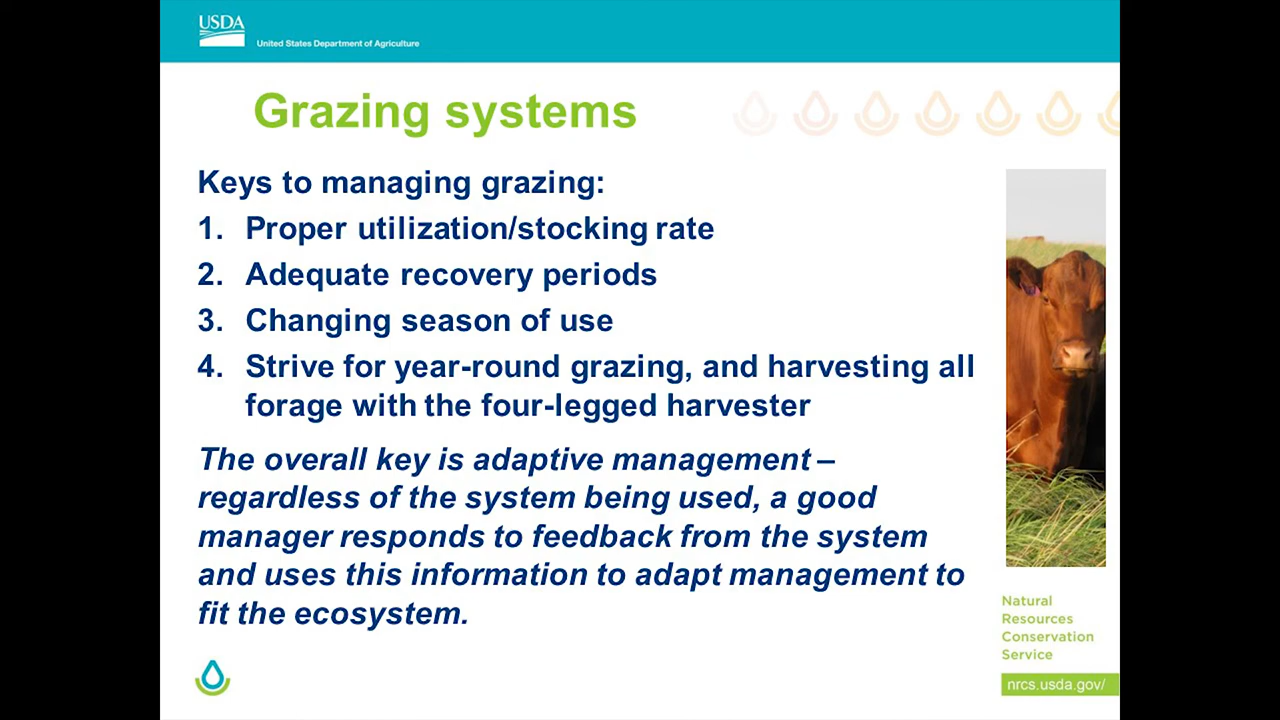 USDA
United States Department of Agriculture
Grazing systems
Keys to managing grazing:
1. Proper utilization/stocking rate
2. Adequate recovery periods
3. Changing season of use
4. Strive for year-round grazing, and harvesting all
forage with the four-legged harvester
The overall key is adaptive management –
regardless of the system being used, a good
manager responds to feedback from the system
and uses this information to adapt management to
fit the ecosystem.
Natural
Resources
Conservation
Service
nrcs.usda.gov/